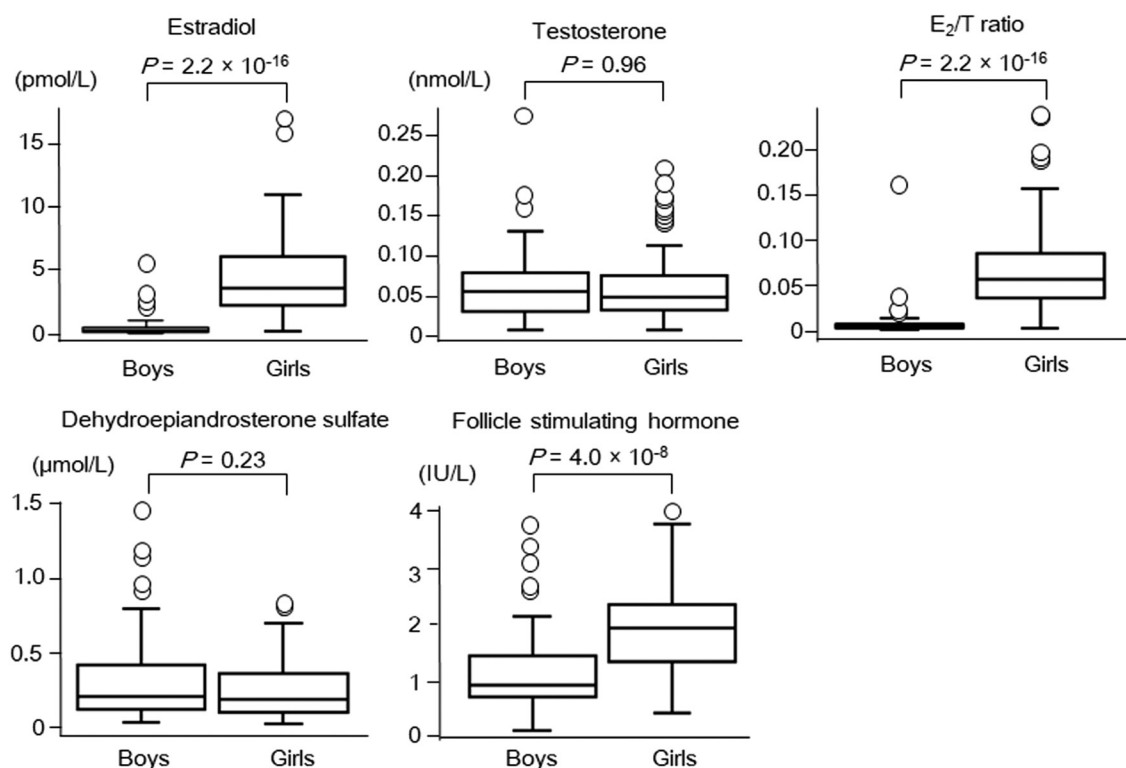 Estradiol
(pmol/L)
P = 2.2 × 10-16
15
10
5
0
Boys
Girls
Testosterone
(nmol/L)
P = 0.96
0.25
0.20
0.15
0.10
0.05
0
Boys
Girls
E2/T ratio
P = 2.2 × 10-16
0.20
0.15
0.10
0.05
0
Boys
Girls
Dehydroepiandrosterone sulfate
(μmol/L)
P = 0.23
1.5
1.0
0.5
0
Boys
Girls
Follicle stimulating hormone
(IU/L)
P = 4.0 × 10-8
4
3
2
1
0
Boys
Girls